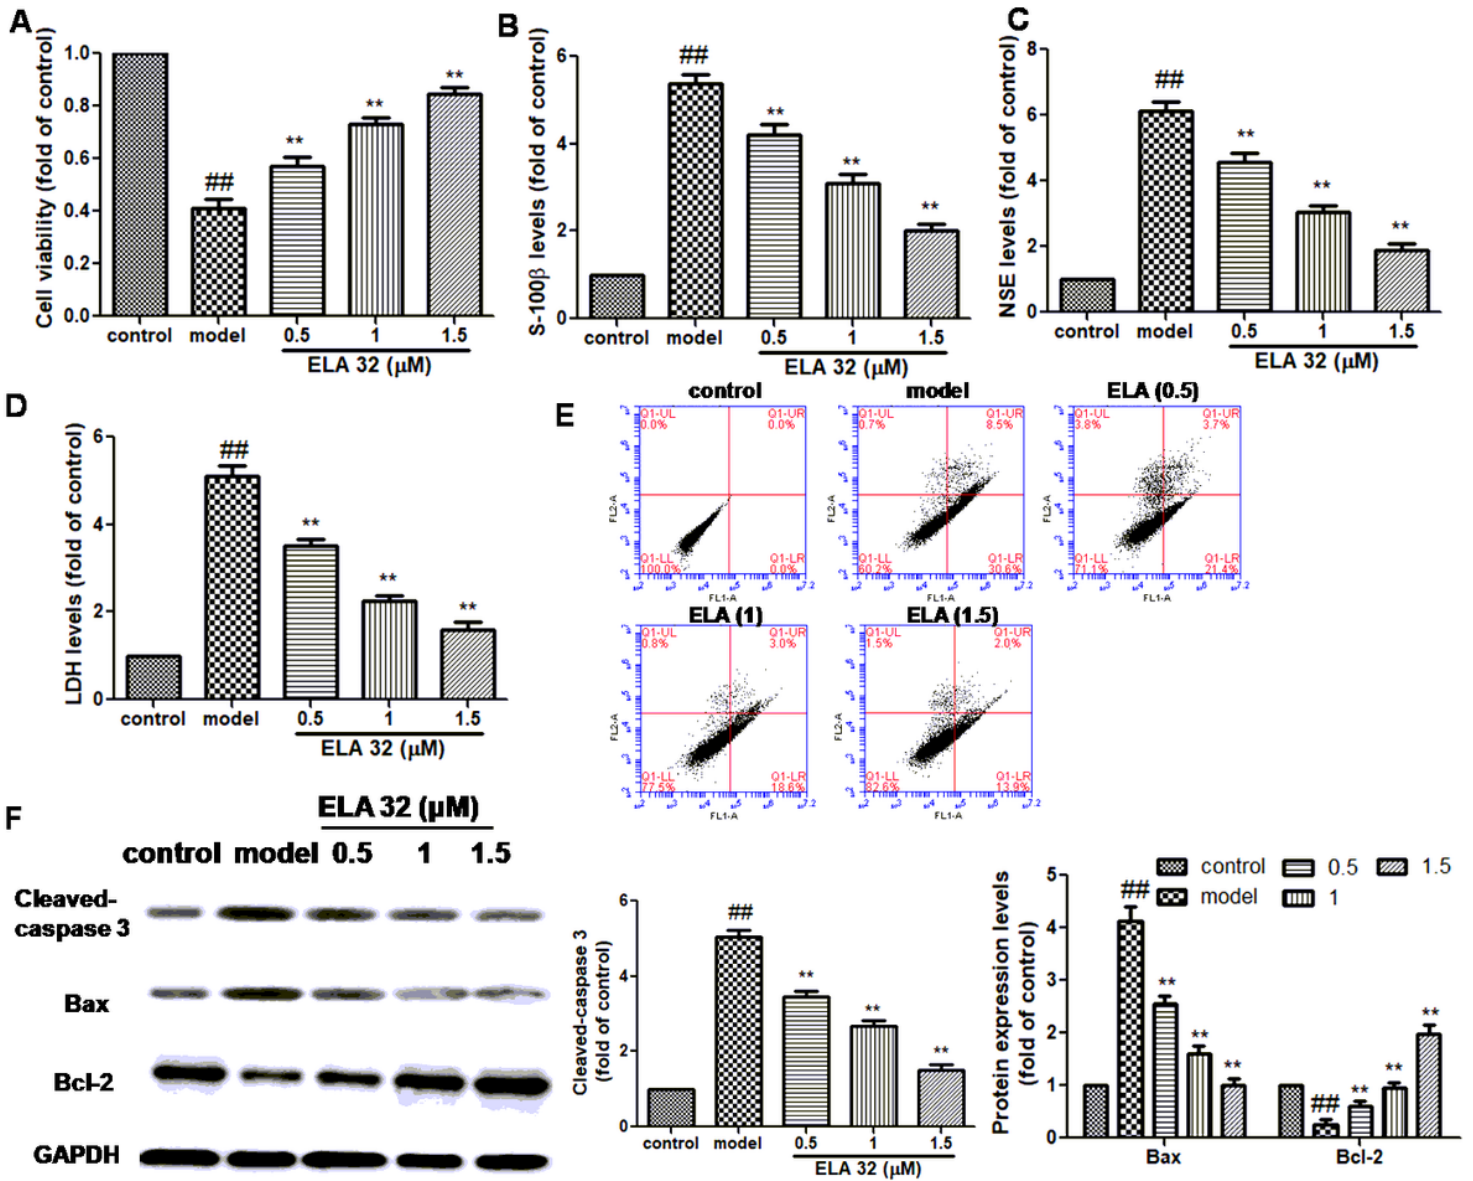 A
Cell viability (fold of control)
1.0
0.8
0.6
0.4
0.2
0.0
##
**
**
**
control model 0.5 1 1.5
ELA 32 (μM)
B
S-100β levels (fold of control)
6
4
2
0
##
**
**
**
control model 0.5 1 1.5
ELA 32 (μM)
C
NSE levels (fold of control)
8
6
4
2
0
##
**
**
**
control model 0.5 1 1.5
ELA 32 (μM)
D
LDH levels (fold of control)
6
4
2
0
##
**
**
**
control model 0.5 1 1.5
ELA 32 (μM)
E
control
Q1-UL Q1-UR
0.0% 0.0%
Q1-LL Q1-LR
100.0% 0.0%
FL2-A
FL1-A
model
Q1-UL Q1-UR
0.7% 8.5%
Q1-LL Q1-LR
60.2% 30.6%
FL2-A
FL1-A
ELA (0.5)
Q1-UL Q1-UR
3.8% 3.7%
Q1-LL Q1-LR
71.1% 21.4%
FL2-A
FL1-A
ELA (1)
Q1-UL Q1-UR
0.8% 3.0%
Q1-LL Q1-LR
77.5% 18.6%
FL2-A
FL1-A
ELA (1.5)
Q1-UL Q1-UR
1.5% 2.0%
Q1-LL Q1-LR
82.6% 13.9%
FL2-A
FL1-A
F
ELA 32 (μM)
control model 0.5 1 1.5
Cleaved-
caspase 3
Bax
Bcl-2
GAPDH
Cleaved-caspase 3
(fold of control)
6
4
2
0
##
**
**
**
control model 0.5 1 1.5
ELA 32 (μM)
Protein expression levels
(fold of control)
5
4
3
2
1
0
control 0.5 1.5
model 1
##
**
**
**
##
**
**
**
Bax Bcl-2